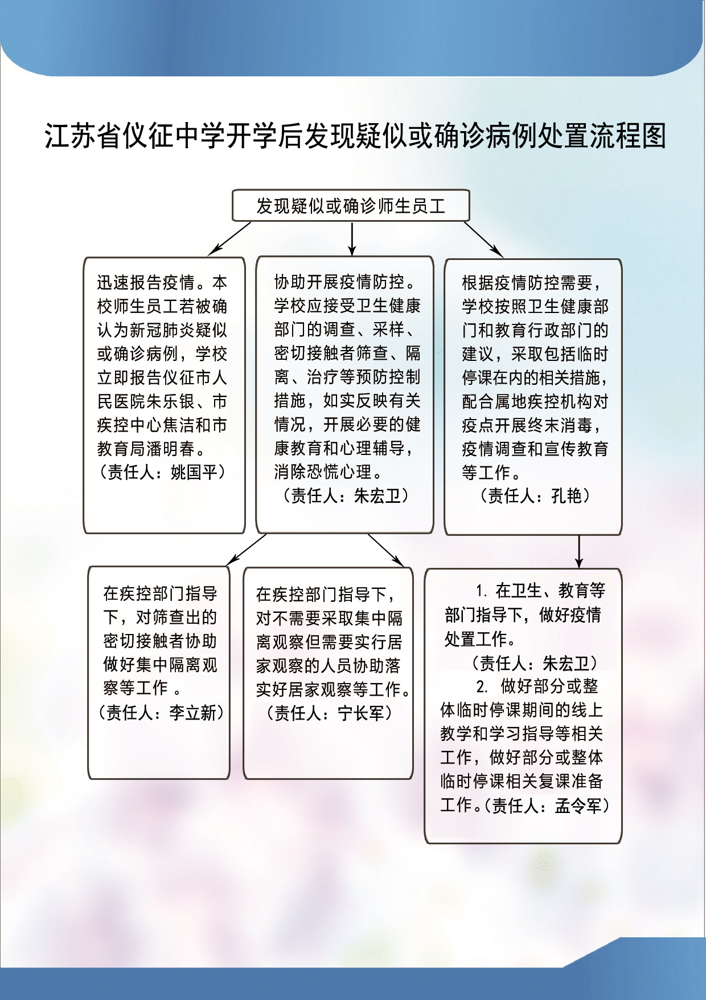 江苏省仪征中学开学后发现疑似或确诊病例处置流程图
发现疑似或确诊师生员工
迅速报告疫情。本
校师生员工若被确
认为新冠肺炎疑似
或确诊病例，学校
立即报告仪征市人
民医院朱乐银、市
疾控中心焦洁和市
教育局潘明春。
（责任人：姚国平）
协助开展疫情防控。
学校应接受卫生健康
部门的调查、采样、
密切接触者筛查、隔
离、治疗等预防控制
措施，如实反映有关
情况，开展必要的健
康教育和心理辅导，
消除恐慌心理。
（责任人：朱宏卫）
根据疫情防控需要，
学校按照卫生健康部
门和教育行政部门的
建议，采取包括临时
停课在内的相关措施，
配合属地疾控机构对
疫点开展终末消毒，
疫情调查和宣传教育
等工作。
（责任人：孔艳）
在疾控部门指导
下，对筛查出的
密切接触者协助
做好集中隔离观
察等工作 。
（责任人：李立新）
在疾控部门指导下，
对不需要采取集中隔
离观察但需要实行居
家观察的人员协助落
实好居家观察等工作。
（责任人：宁长军）
1. 在卫生、教育等
部门指导下，做好疫情
处置工作。
（责任人：朱宏卫）
2. 做好部分或整
体临时停课期间的线上
教学和学习指导等相关
工作，做好部分或整体
临时停课相关复课准备
工作。（责任人：孟令军）